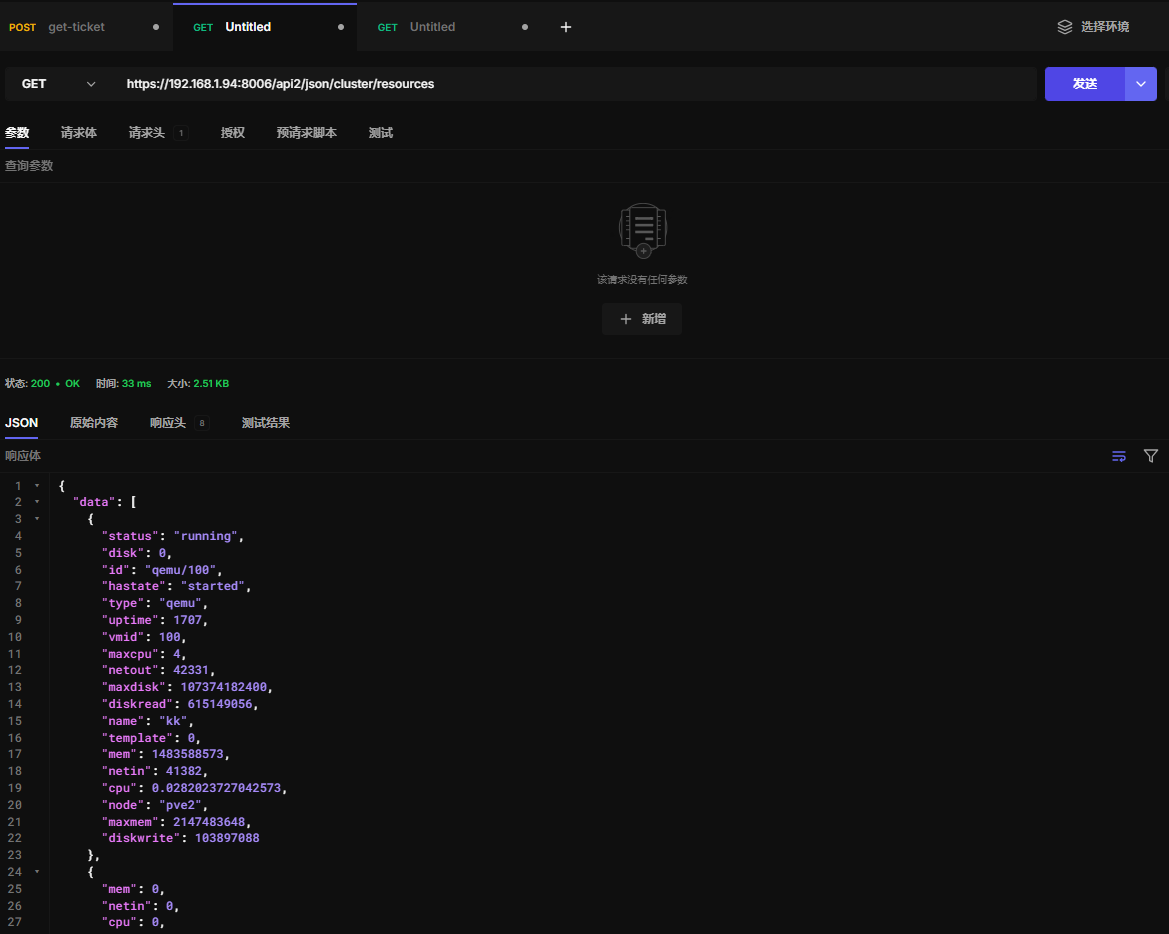 POST get-ticket GET Untitled GET Untitled 选择环境
GET https://192.168.1.94:8006/api2/json/cluster/resources 发送
参数 请求体 请求头 1 授权 预请求脚本 测试
查询参数
该请求没有任何参数
新增
状态: 200 • OK 时间: 33 ms 大小: 2.51 KB
JSON 原始内容 响应头 8 测试结果
响应体
1 {
2 "data": [
3 {
4 "status": "running",
5 "disk": 0,
6 "id": "qemu/100",
7 "hastate": "started",
8 "type": "qemu",
9 "uptime": 1707,
10 "vmid": 100,
11 "maxcpu": 4,
12 "netout": 42331,
13 "maxdisk": 107374182400,
14 "diskread": 615149056,
15 "name": "kk",
16 "template": 0,
17 "mem": 1483588573,
18 "netin": 41382,
19 "cpu": 0.0282023727042573,
20 "node": "pve2",
21 "maxmem": 2147483648,
22 "diskwrite": 103897088
23 },
24 {
25 "mem": 0,
26 "netin": 0,
27 "cpu": 0,